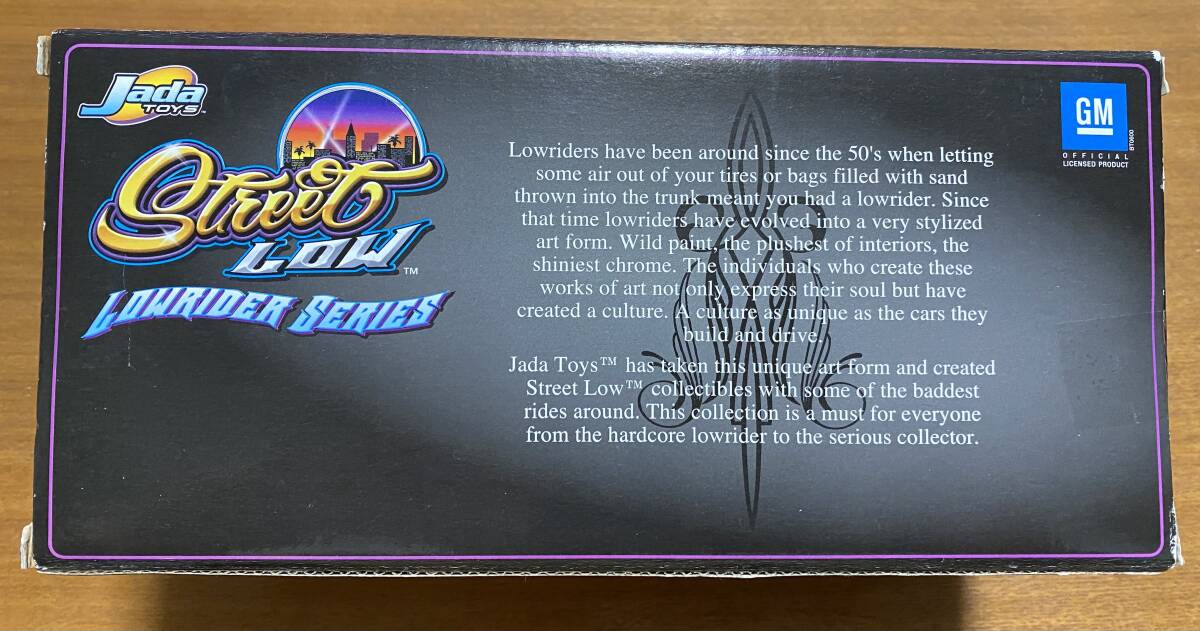 Jada
TOYS™
Street
LOW™
LOWRIDER SERIES
Lowriders have been around since the 50's when letting
some air out of your tires or bags filled with sand
thrown into the trunk meant you had a lowrider. Since
that time lowriders have evolved into a very stylized
art form. Wild paint, the plushest of interiors, the
shiniest chrome. The individuals who create these
works of art not only express their soul but have
created a culture. A culture as unique as the cars they
build and drive.
Jada Toys™ has taken this unique art form and created
Street Low™ collectibles with some of the baddest
rides around. This collection is a must for everyone
from the hardcore lowrider to the serious collector.
GM
OFFICIAL
LICENSED PRODUCT
BT0600